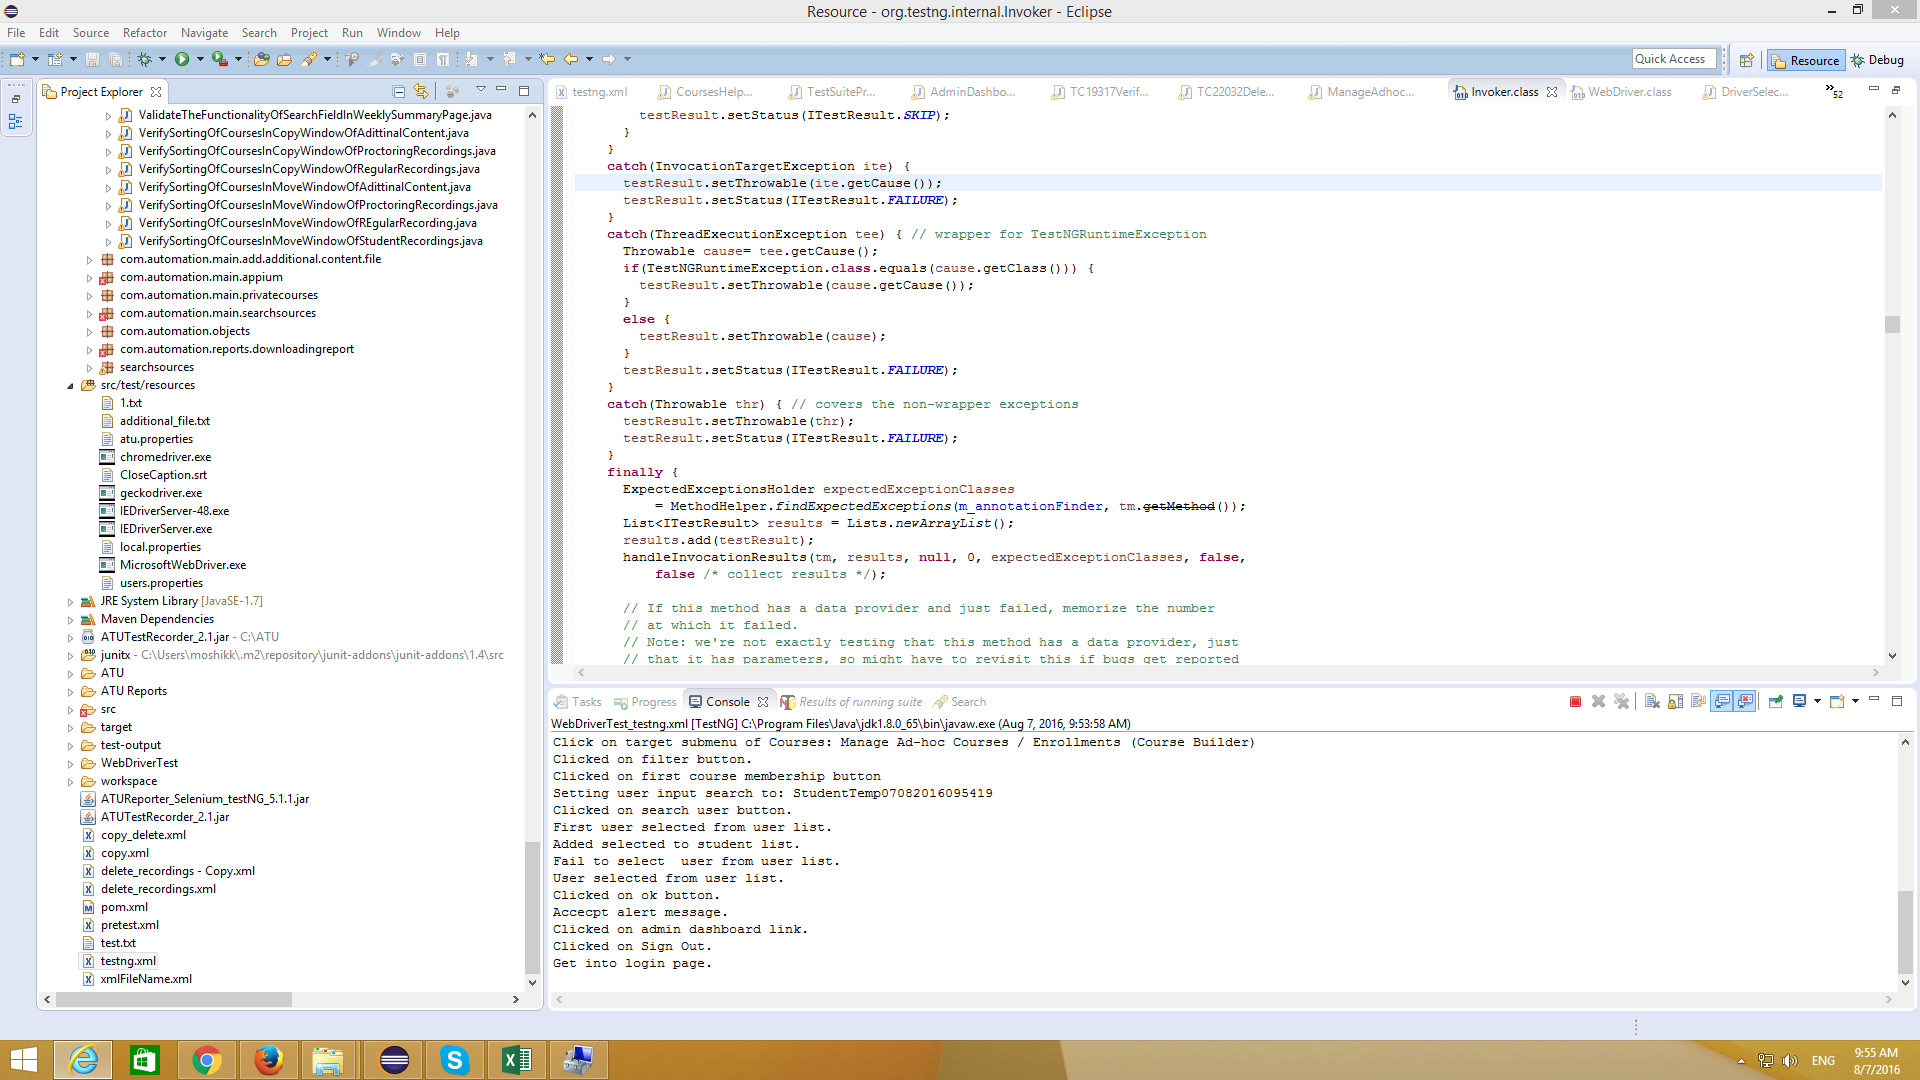 Resource - org.testng.internal.Invoker - Eclipse
File Edit Source Refactor Navigate Search Project Run Window Help
Quick Access
Resource
Debug
Project Explorer
ValidateTheFunctionalityOfSearchFieldInWeeklySummaryPage.java
VerifySortingOfCoursesInCopyWindowOfAdittinalContent.java
VerifySortingOfCoursesInCopyWindowOfProctoringRecordings.java
VerifySortingOfCoursesInCopyWindowOfRegularRecordings.java
VerifySortingOfCoursesInMoveWindowOfAdittinalContent.java
VerifySortingOfCoursesInMoveWindowOfProctoringRecordings.java
VerifySortingOfCoursesInMoveWindowOfREgularRecording.java
VerifySortingOfCoursesInMoveWindowOfStudentRecordings.java
com.automation.main.add.additional.content.file
com.automation.main.appium
com.automation.main.privatecourses
com.automation.main.searchsources
com.automation.objects
com.automation.reports.downloadingreport
searchsources
src/test/resources
1.txt
additional_file.txt
atu.properties
chromedriver.exe
CloseCaption.srt
geckodriver.exe
IEDriverServer-48.exe
IEDriverServer.exe
local.properties
MicrosoftWebDriver.exe
users.properties
JRE System Library [JavaSE-1.7]
Maven Dependencies
ATUTestRecorder_2.1.jar - C:\ATU
junitx - C:\Users\moshikk\.m2\repository\junit-addons\junit-addons\1.4\src
ATU
ATU Reports
src
target
test-output
WebDriverTest
workspace
ATUReporter_Selenium_testNG_5.1.1.jar
ATUTestRecorder_2.1.jar
copy_delete.xml
copy.xml
delete_recordings - Copy.xml
delete_recordings.xml
pom.xml
pretest.xml
test.txt
testng.xml
xmlFileName.xml
testng.xml CoursesHelp... TestSuitePr... AdminDashbo... TC19317Verif... TC22032Dele... ManageAdhoc... Invoker.class WebDriver.class DriverSelec... »52
testResult.setStatus(ITestResult.SKIP);
}
}
catch(InvocationTargetException ite) {
testResult.setThrowable(ite.getCause());
testResult.setStatus(ITestResult.FAILURE);
}
catch(ThreadExecutionException tee) { // wrapper for TestNGRuntimeException
Throwable cause= tee.getCause();
if(TestNGRuntimeException.class.equals(cause.getClass())) {
testResult.setThrowable(cause.getCause());
}
else {
testResult.setThrowable(cause);
}
testResult.setStatus(ITestResult.FAILURE);
}
catch(Throwable thr) { // covers the non-wrapper exceptions
testResult.setThrowable(thr);
testResult.setStatus(ITestResult.FAILURE);
}
finally {
ExpectedExceptionsHolder expectedExceptionClasses
= MethodHelper.findExpectedExceptions(m_annotationFinder, tm.getMethod());
List<ITestResult> results = Lists.newArrayList();
results.add(testResult);
handleInvocationResults(tm, results, null, 0, expectedExceptionClasses, false,
false /* collect results */);
// If this method has a data provider and just failed, memorize the number
// at which it failed.
// Note: we're not exactly testing that this method has a data provider, just
// that it has parameters, so might have to revisit this if bugs get reported
Tasks Progress Console Results of running suite Search
WebDriverTest_testng.xml [TestNG] C:\Program Files\Java\jdk1.8.0_65\bin\javaw.exe (Aug 7, 2016, 9:53:58 AM)
Click on target submenu of Courses: Manage Ad-hoc Courses / Enrollments (Course Builder)
Clicked on filter button.
Clicked on first course membership button
Setting user input search to: StudentTemp07082016095419
Clicked on search user button.
First user selected from user list.
Added selected to student list.
Fail to select  user from user list.
User selected from user list.
Clicked on ok button.
Accecpt alert message.
Clicked on admin dashboard link.
Clicked on Sign Out.
Get into login page.
ENG
9:55 AM
8/7/2016